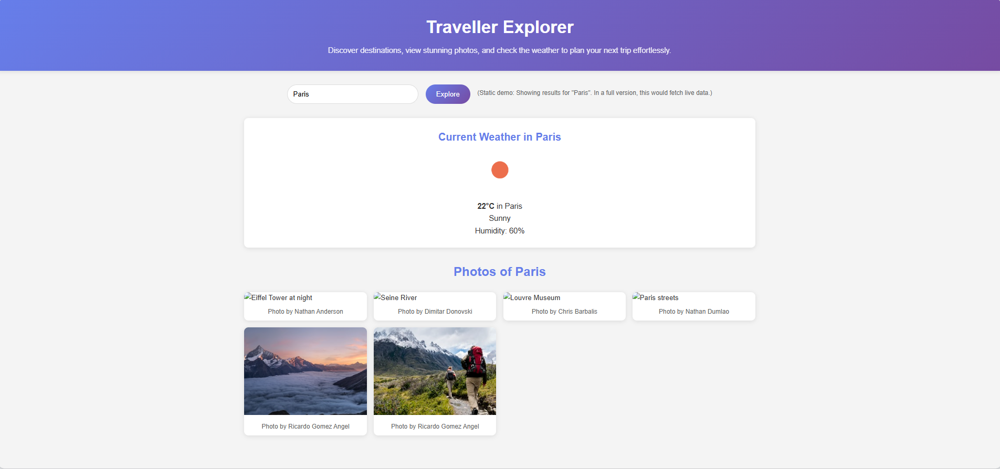 Traveller Explorer
Discover destinations, view stunning photos, and check the weather to plan your next trip effortlessly.
Paris
Explore
(Static demo: Showing results for "Paris". In a full version, this would fetch live data.)
Current Weather in Paris
22°C in Paris
Sunny
Humidity: 60%
Photos of Paris
Eiffel Tower at night
Photo by Nathan Anderson
Seine River
Photo by Dimitar Donovski
Louvre Museum
Photo by Chris Barbalis
Paris streets
Photo by Nathan Dumlao
Photo by Ricardo Gomez Angel
Photo by Ricardo Gomez Angel